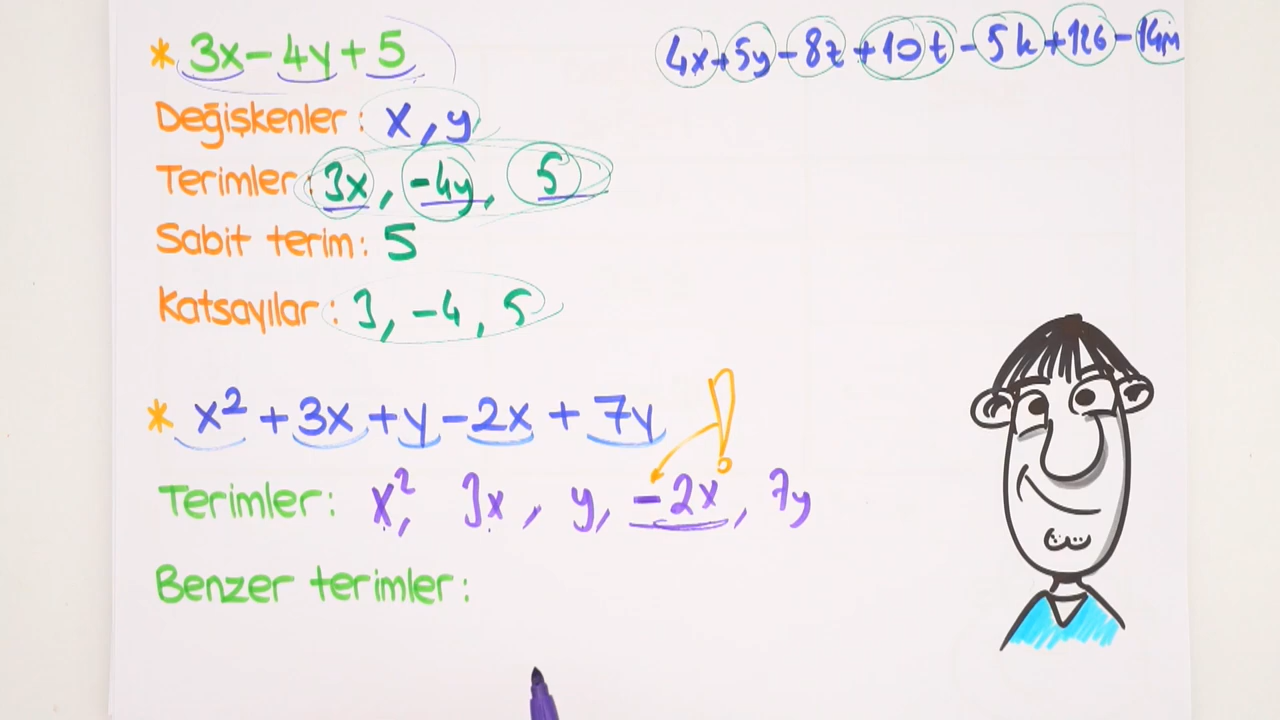 * 3x - 4y + 5
Değişkenler : x, y
Terimler : 3x, -4y, 5
Sabit terim : 5
Katsayılar : 3, -4, 5
* x² + 3x + y - 2x + 7y
Terimler : x², 3x, y, -2x, 7y
Benzer terimler :
4x + 5y - 8z + 10t - 5k + 126 - 14m